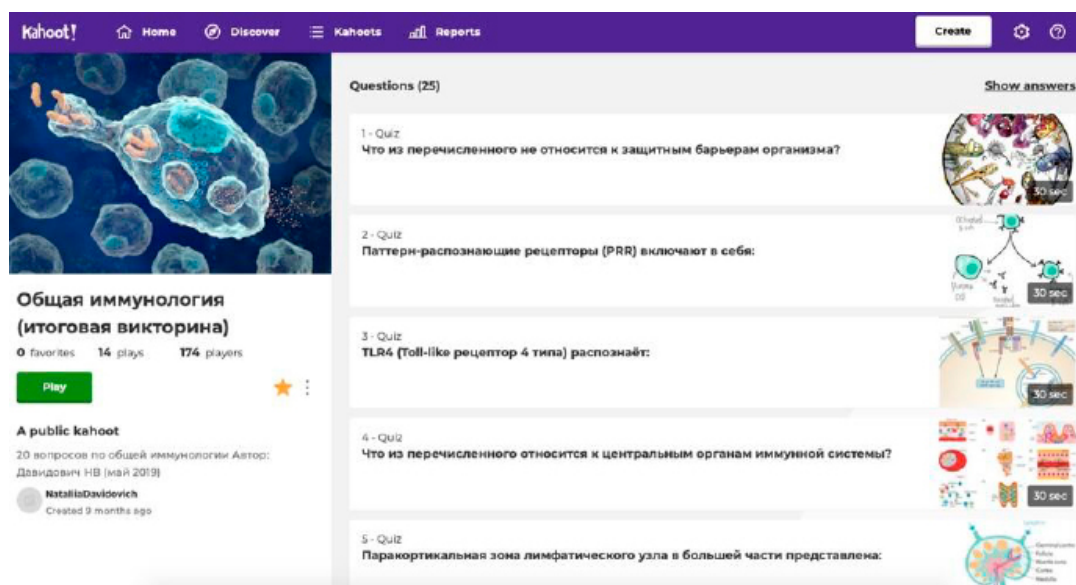 Kahoot!
Home
Discover
Kahoots
Reports
Create
Questions (25)
Show answers
1 - Quiz
Что из перечисленного не относится к защитным барьерам организма?
30 sec
2 - Quiz
Паттерн-распознающие рецепторы (PRR) включают в себя:
30 sec
3 - Quiz
TLR4 (Toll-like рецептор 4 типа) распознаёт:
30 sec
4 - Quiz
Что из перечисленного относится к центральным органам иммунной системы?
30 sec
5 - Quiz
Паракортикальная зона лимфатического узла в большей части представлена:
Общая иммунология
(итоговая викторина)
0 favorites 14 plays 174 players
Play
A public kahoot
20 вопросов по общей иммунологии Автор:
Давидович НВ (май 2019)
NataliiaDavidovich
Created 9 months ago